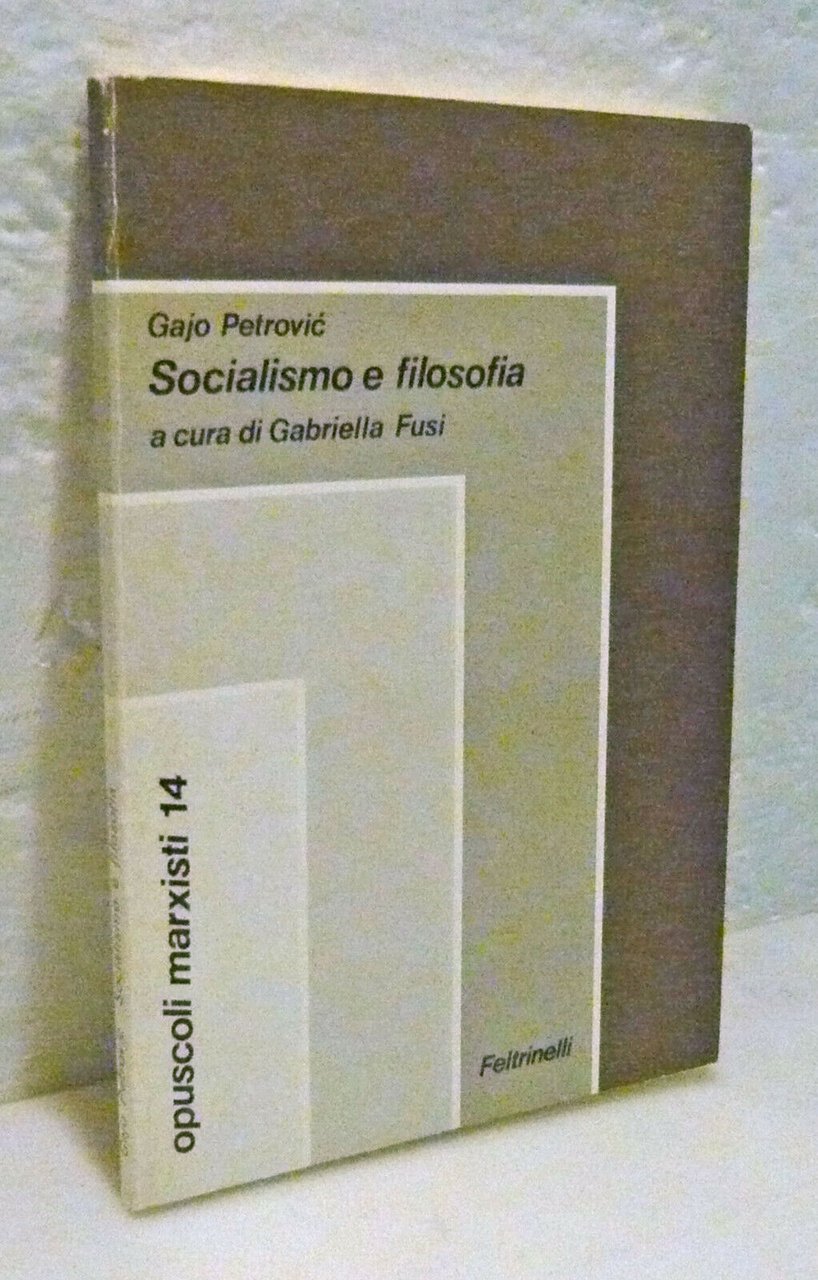 Gajo Petrović
Socialismo e filosofia
a cura di Gabriella Fusi
opuscoli marxisti 14
Feltrinelli